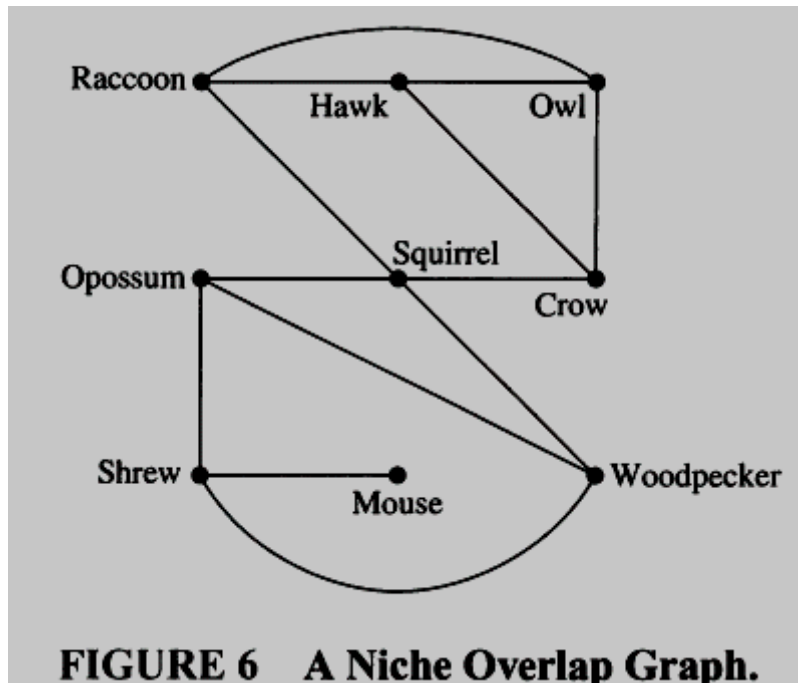 Raccoon
Hawk
Owl
Squirrel
Opossum
Crow
Shrew
Mouse
Woodpecker
FIGURE 6 A Niche Overlap Graph.